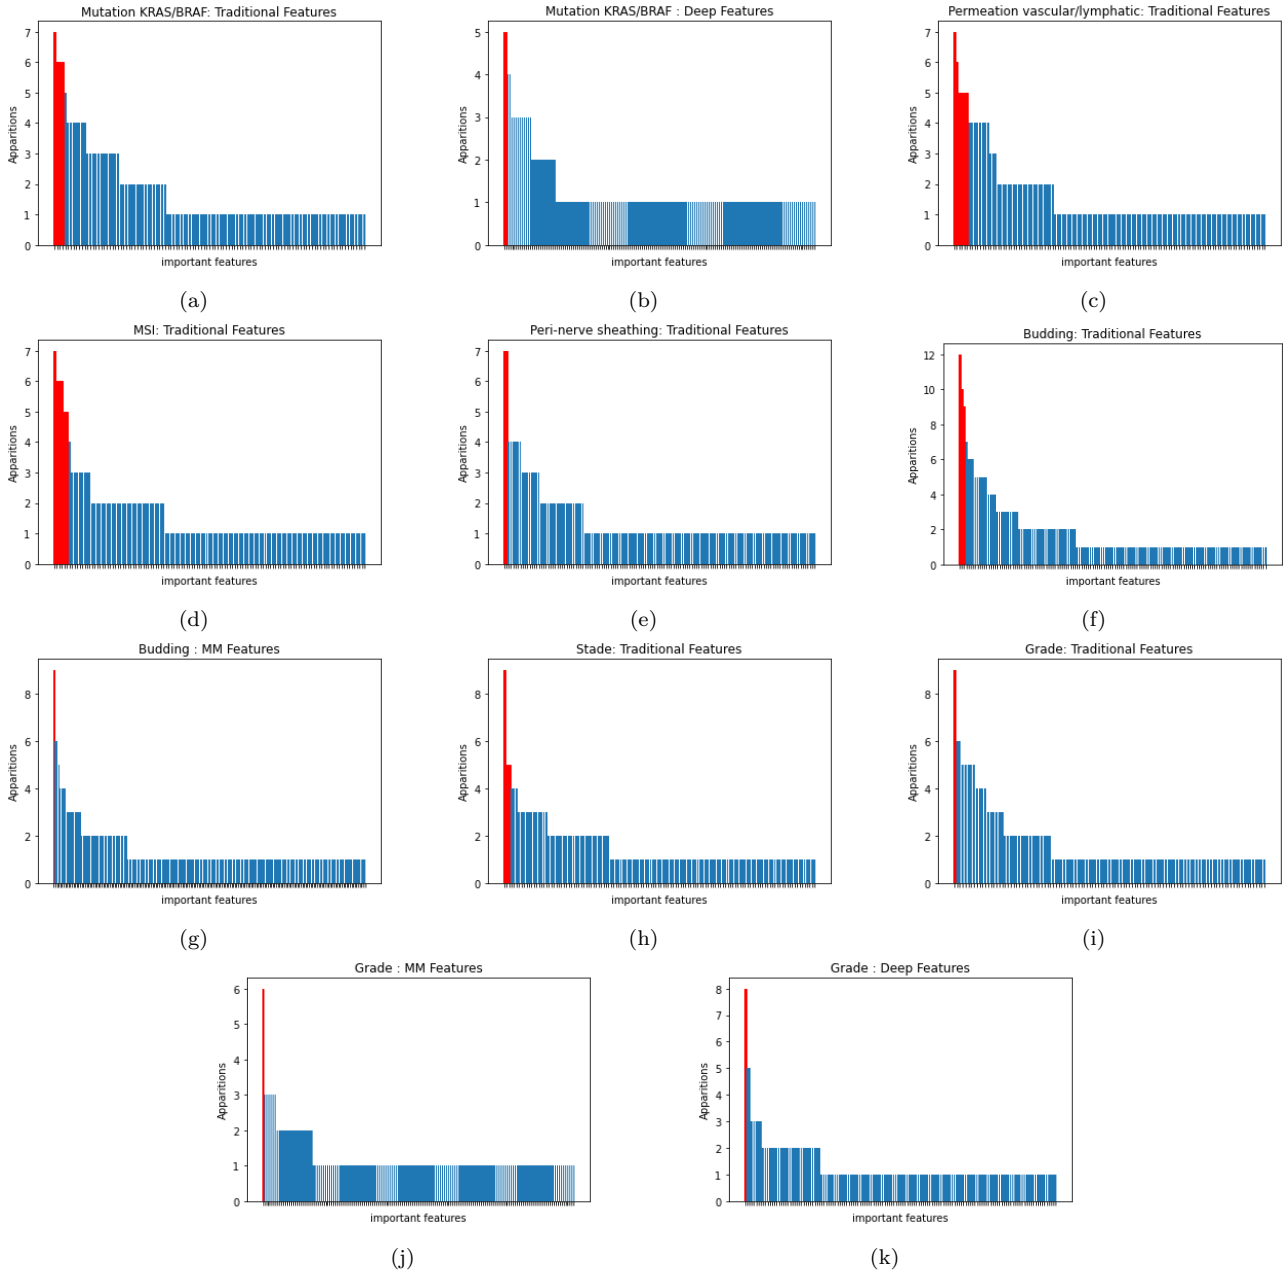 Mutation KRAS/BRAF: Traditional Features
Apparitions
7
6
5
4
3
2
1
0
important features
(a)
Mutation KRAS/BRAF : Deep Features
Apparitions
5
4
3
2
1
0
important features
(b)
Permeation vascular/lymphatic: Traditional Features
Apparitions
7
6
5
4
3
2
1
0
important features
(c)
MSI: Traditional Features
Apparitions
7
6
5
4
3
2
1
0
important features
(d)
Peri-nerve sheathing: Traditional Features
Apparitions
7
6
5
4
3
2
1
0
important features
(e)
Budding: Traditional Features
Apparitions
12
10
8
6
4
2
0
important features
(f)
Budding : MM Features
Apparitions
8
6
4
2
0
important features
(g)
Stade: Traditional Features
Apparitions
8
6
4
2
0
important features
(h)
Grade: Traditional Features
Apparitions
8
6
4
2
0
important features
(i)
Grade : MM Features
Apparitions
6
5
4
3
2
1
0
important features
(j)
Grade : Deep Features
Apparitions
8
7
6
5
4
3
2
1
0
important features
(k)